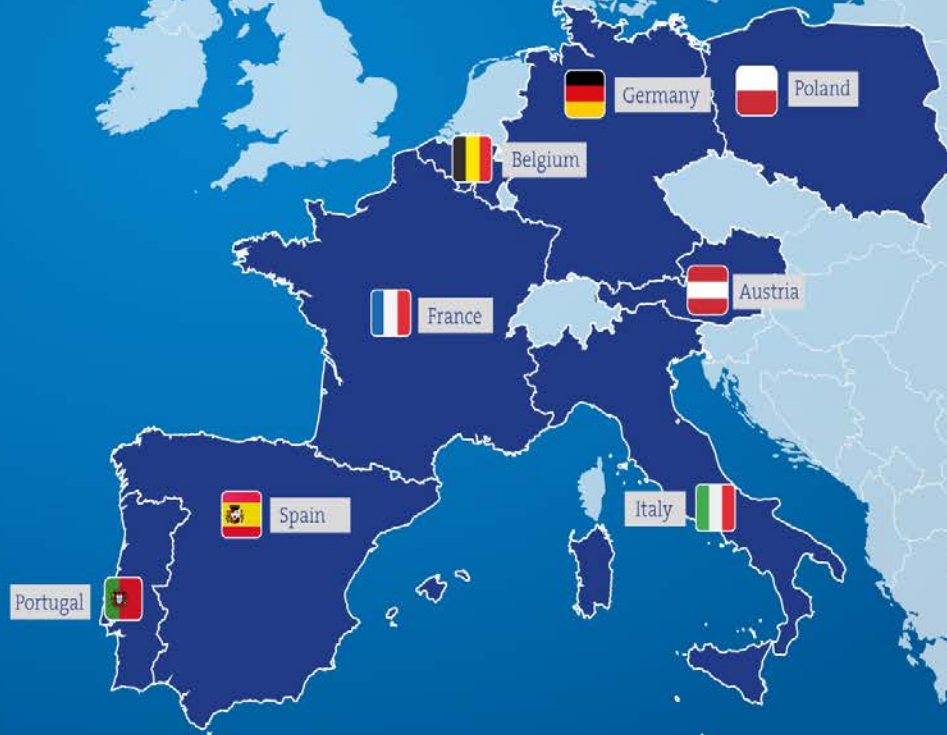 Germany
Poland
Belgium
Austria
France
Italy
Spain
Portugal